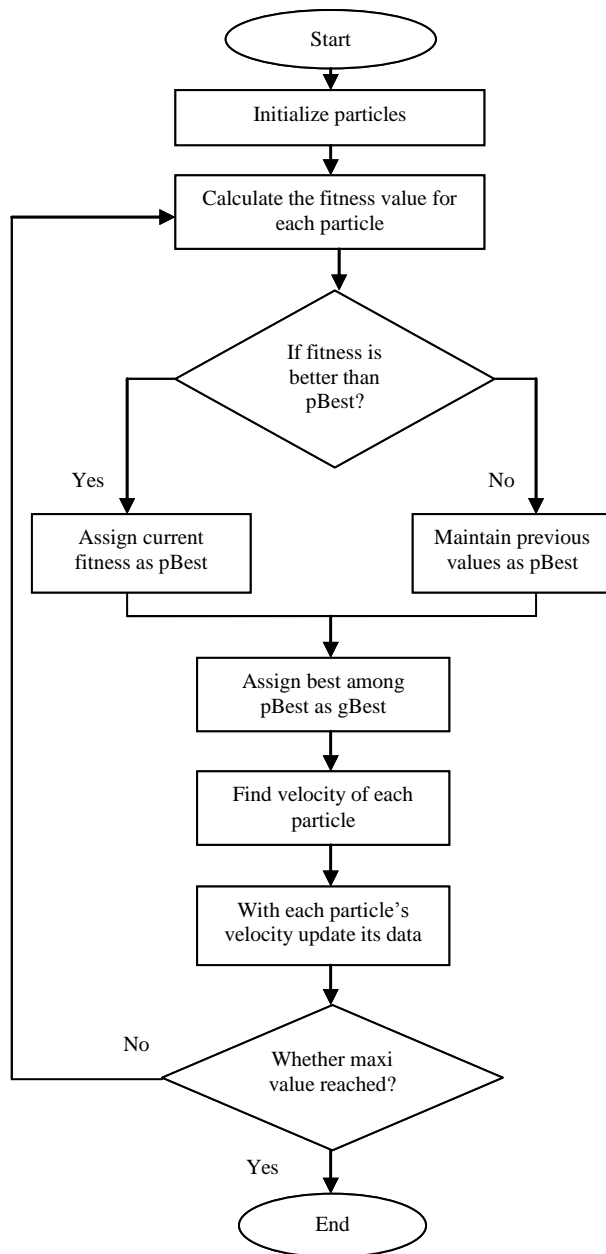 Start
Initialize particles
Calculate the fitness value for
each particle
If fitness is
better than
pBest?
Yes
No
Assign current
fitness as pBest
Maintain previous
values as pBest
Assign best among
pBest as gBest
Find velocity of each
particle
With each particle’s
velocity update its data
No
Whether maxi
value reached?
Yes
End